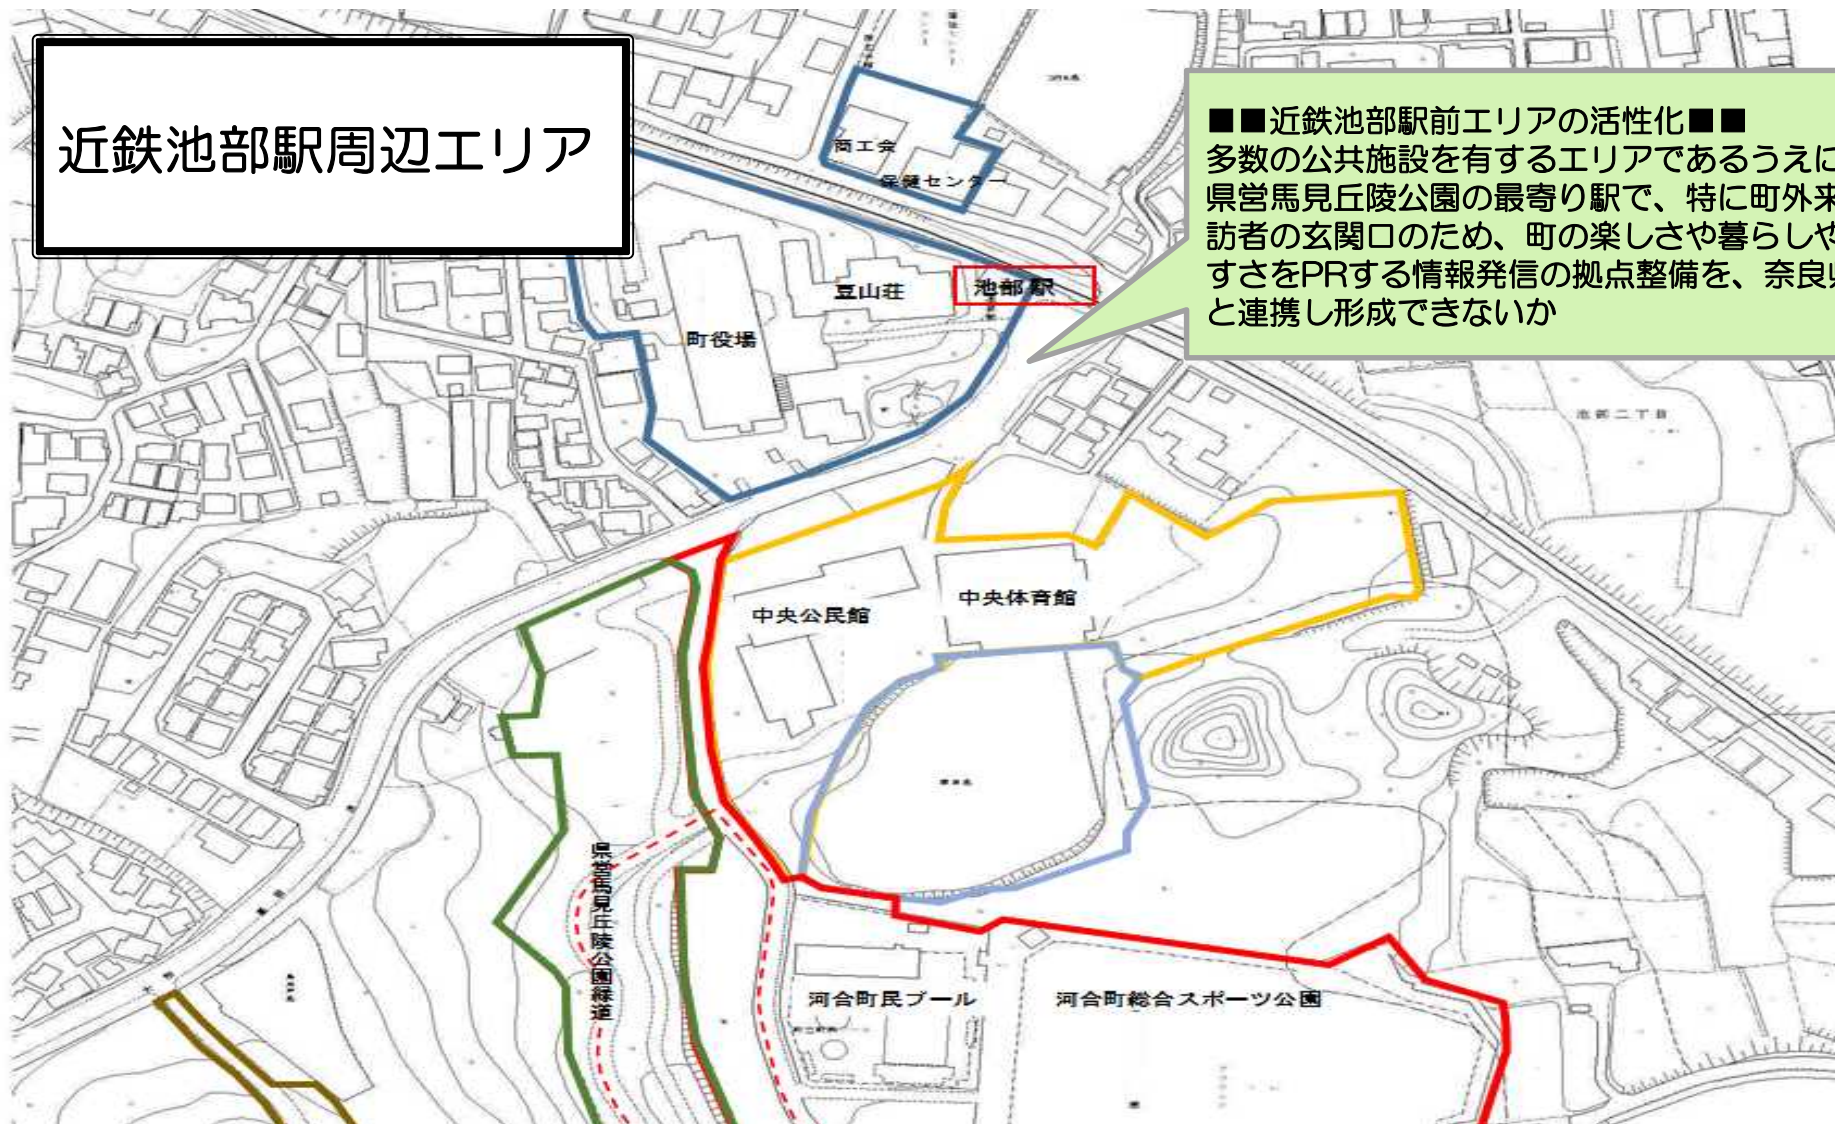 近鉄池部駅周辺エリア
■■近鉄池部駅前エリアの活性化■■
多数の公共施設を有するエリアであるうえに
県営馬見丘陵公園の最寄り駅で、特に町外来
訪者の玄関口のため、町の楽しさや暮らしや
すさをPRする情報発信の拠点整備を、奈良県
と連携し形成できないか
商工会
保健センター
豆山荘
池部駅
町役場
池部二丁目
中央公民館
中央体育館
県営馬見丘陵公園緑道
河合町民プール
河合町総合スポーツ公園